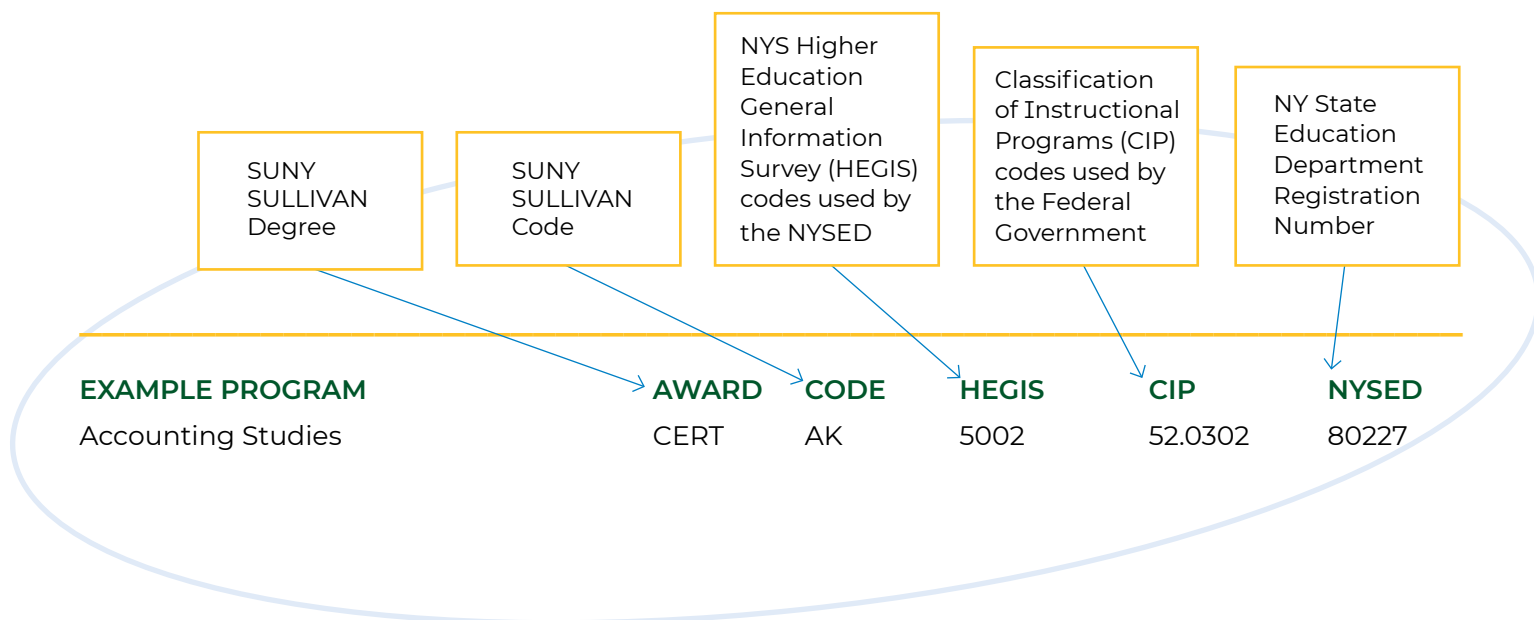 SUNY
SULLIVAN
Degree
SUNY
SULLIVAN
Code
NYS Higher
Education
General
Information
Survey (HEGIS)
codes used by
the NYSED
Classification
of Instructional
Programs (CIP)
codes used by
the Federal
Government
NY State
Education
Department
Registration
Number
EXAMPLE PROGRAM AWARD CODE HEGIS CIP NYSED
Accounting Studies CERT AK 5002 52.0302 80227